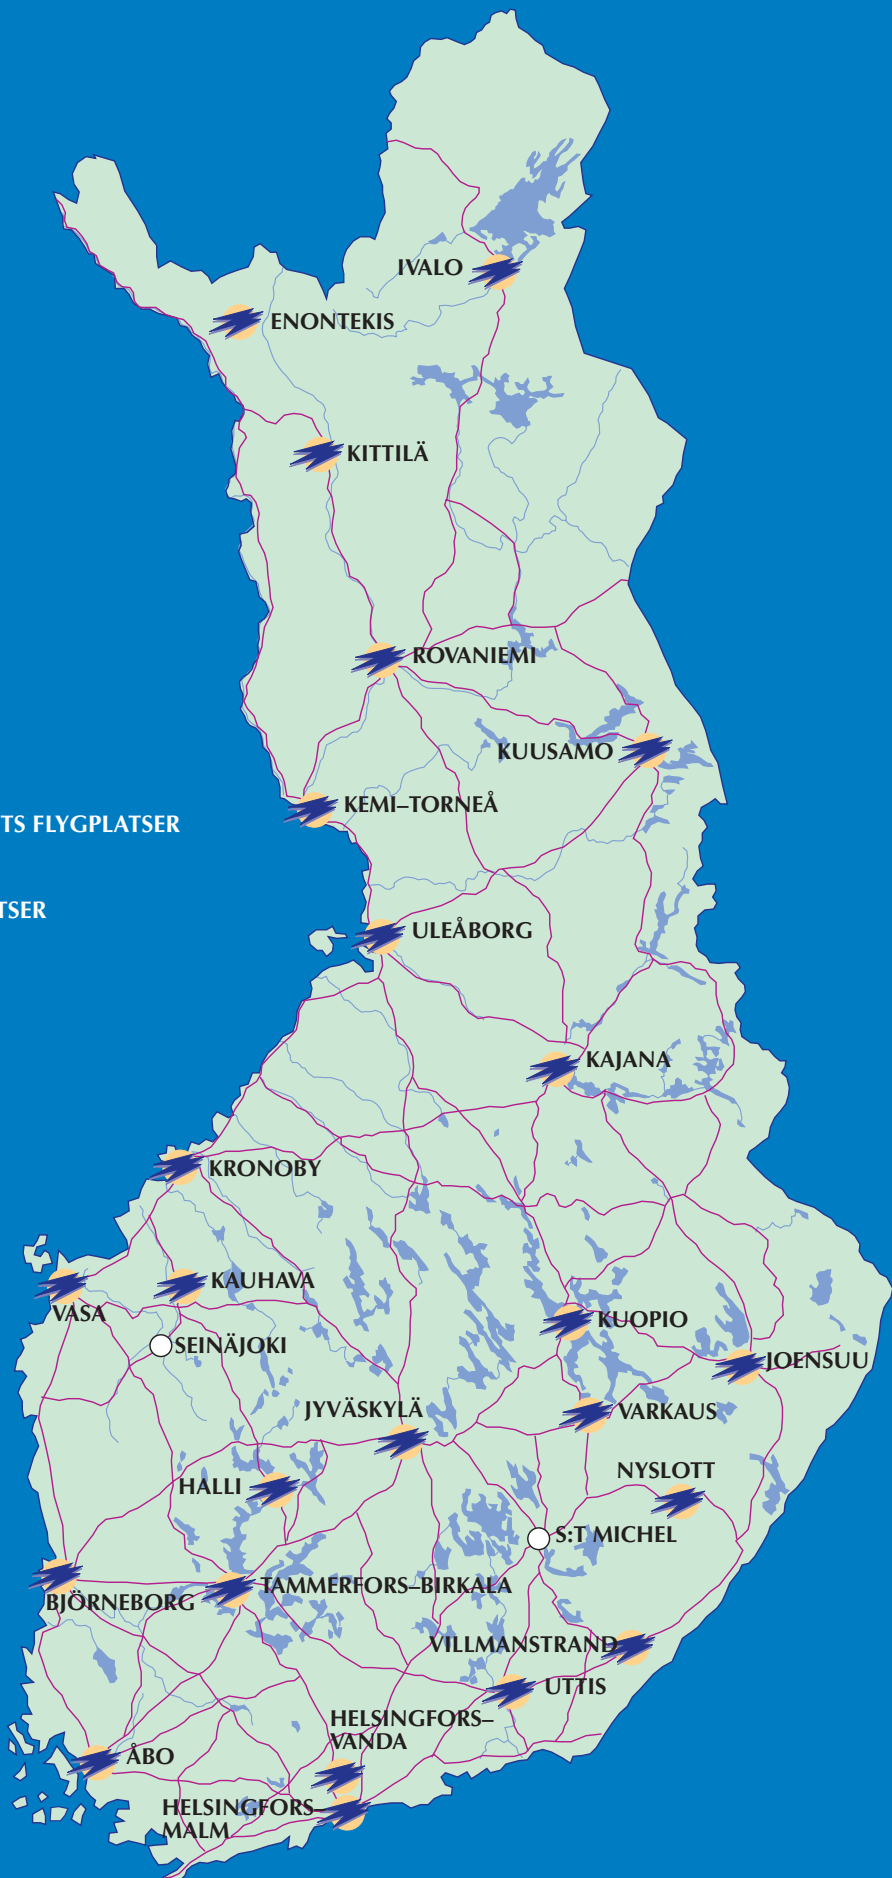 IVALO
ENONTEKIS
KITTILÄ
ROVANIEMI
KUUSAMO
KEMI–TORNEÅ
TS FLYGPLATSER
TSER
ULEÅBORG
KAJANA
KRONOBY
KAUHAVA
VASA
KUOPIO
SEINÄJOKI
JOENSUU
JYVÄSKYLÄ
VARKAUS
NYSLOTT
HALLI
S:T MICHEL
TAMMERFORS–BIRKALA
BJÖRNEBORG
VILLMANSTRAND
UTTIS
HELSINGFORS–
VANDA
ÅBO
HELSINGFORS–
MALM